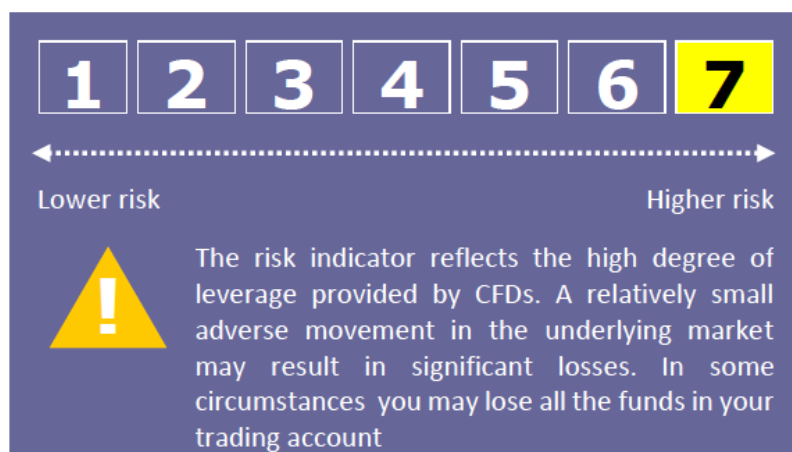 1 2 3 4 5 6 7
Lower risk Higher risk
!
The risk indicator reflects the high degree of
leverage provided by CFDs. A relatively small
adverse movement in the underlying market
may result in significant losses. In some
circumstances you may lose all the funds in your
trading account